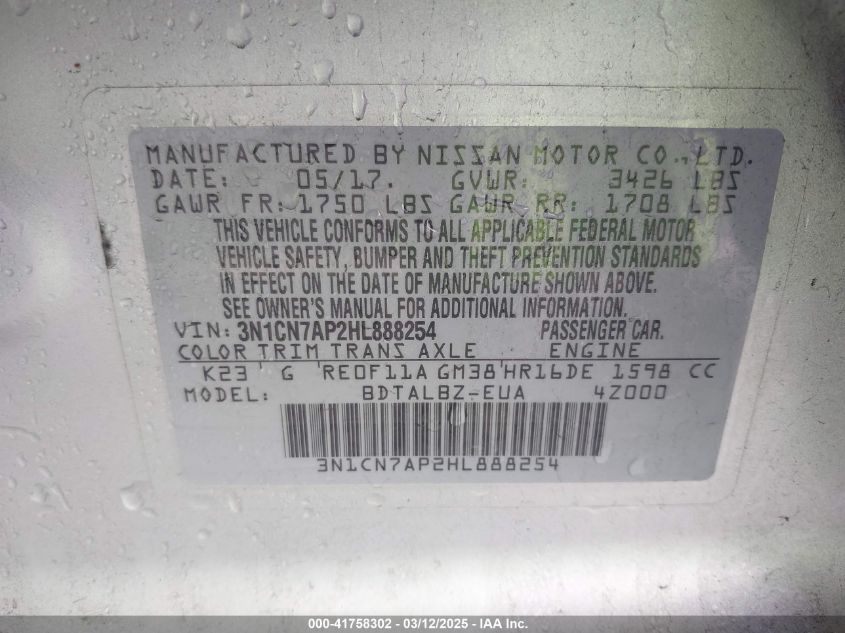 MANUFACTURED BY NISSAN MOTOR CO., LTD.
DATE: 05/17. GVWR: 3426 LBS
GAWR FR: 1750 LBS GAWR RR: 1708 LBS
THIS VEHICLE CONFORMS TO ALL APPLICABLE FEDERAL MOTOR
VEHICLE SAFETY, BUMPER AND THEFT PREVENTION STANDARDS
IN EFFECT ON THE DATE OF MANUFACTURE SHOWN ABOVE.
SEE OWNER'S MANUAL FOR ADDITIONAL INFORMATION.
VIN: 3N1CN7AP2HL888254 PASSENGER CAR.
COLOR TRIM TRANS AXLE ENGINE
K23 G RE0F11A GM38 HR16DE 1598 CC
MODEL: BDTALBZ-EUA 4Z000
3N1CN7AP2HL888254
000-41758302 - 03/12/2025 - IAA Inc.